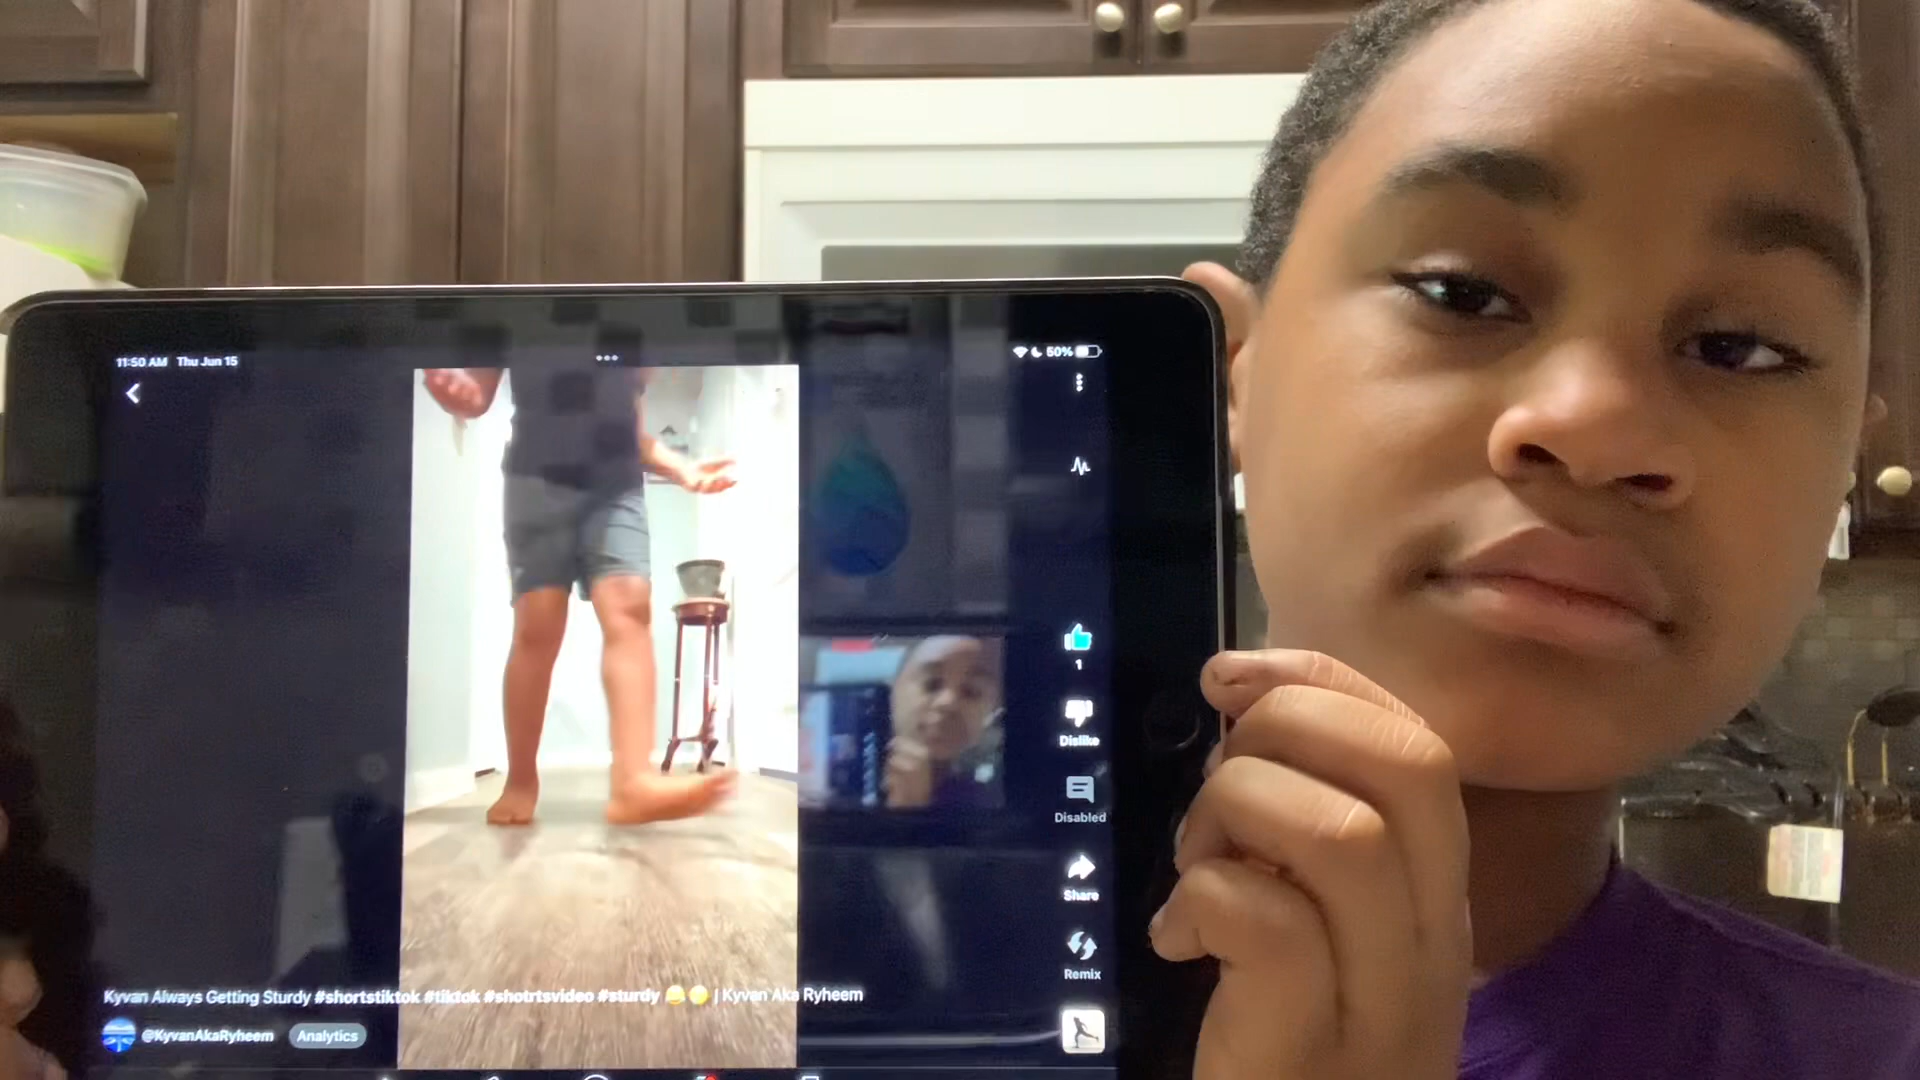 11:50 AM Thu Jun 15
50%
1
Dislike
Disabled
Share
Remix
Kyvan Always Getting Sturdy #shortstiktok #tiktok #shotrtsvideo #sturdy 😂😂 | Kyvan Aka Ryheem
@KyvanAkaRyheem Analytics